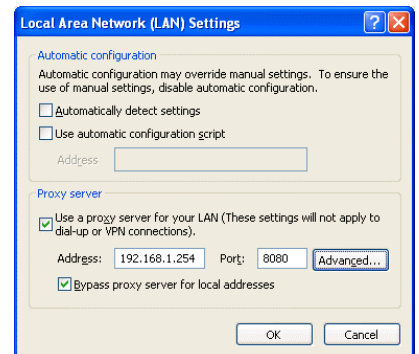 Local Area Network (LAN) Settings
Automatic configuration
Automatic configuration may override manual settings. To ensure the
use of manual settings, disable automatic configuration.
Automatically detect settings
Use automatic configuration script
Address
Proxy server
Use a proxy server for your LAN (These settings will not apply to
dial-up or VPN connections).
Address: 192.168.1.254 Port: 8080 Advanced...
Bypass proxy server for local addresses
OK Cancel